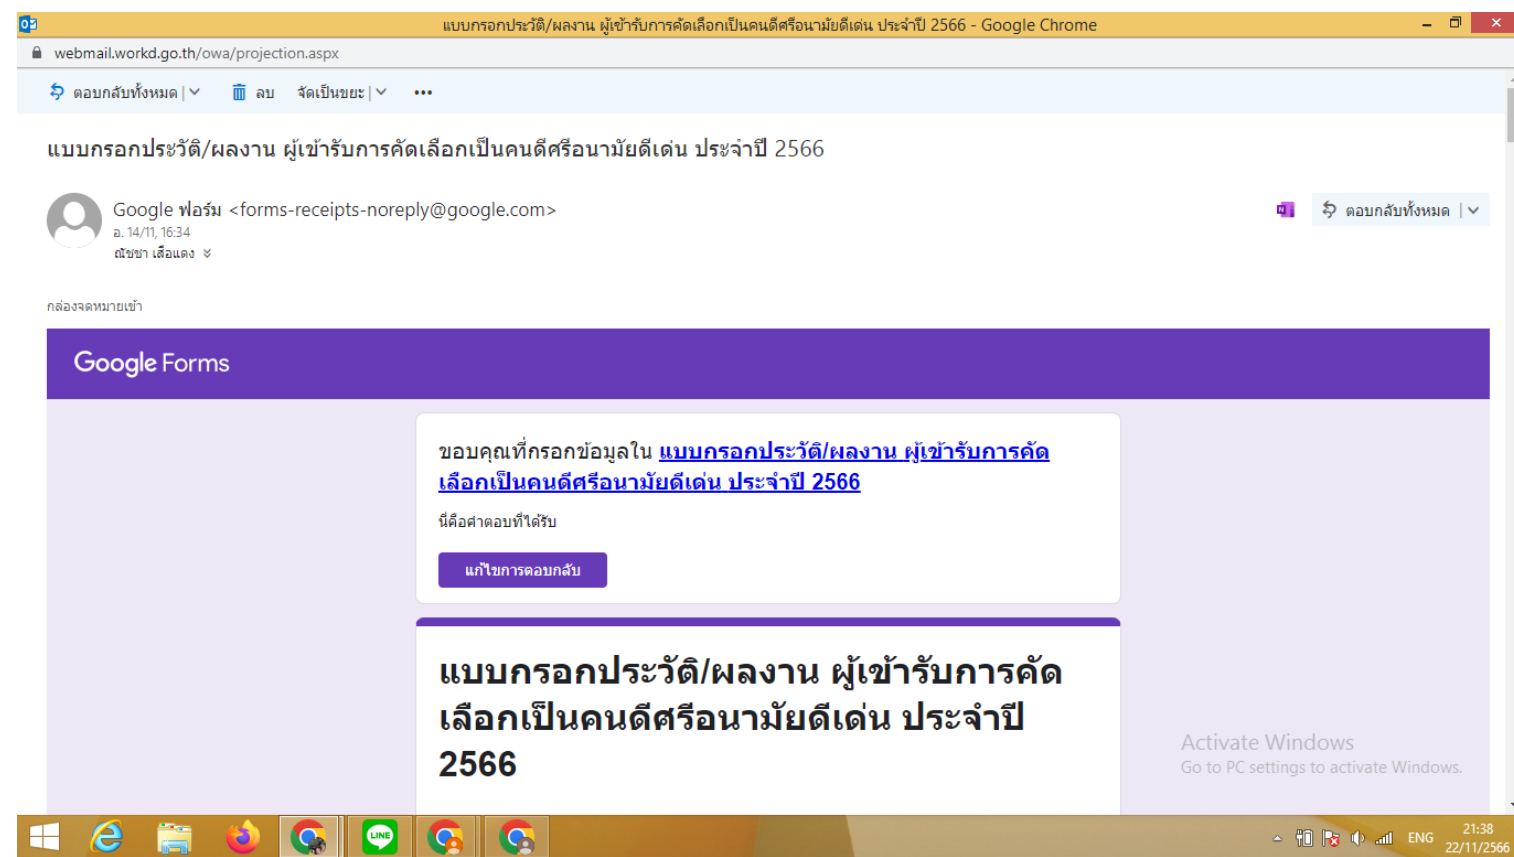 แบบกรอกประวัติ/ผลงาน ผู้เข้ารับการคัดเลือกเป็นคนดีศรีอนามัยดีเด่น ประจำปี 2566 - Google Chrome
webmail.workd.go.th/owa/projection.aspx
ตอบกลับทั้งหมด | ลบ จัดเป็นขยะ | •••
แบบกรอกประวัติ/ผลงาน ผู้เข้ารับการคัดเลือกเป็นคนดีศรีอนามัยดีเด่น ประจำปี 2566
Google ฟอร์ม <forms-receipts-noreply@google.com>
ตอบกลับทั้งหมด |
อ. 14/11, 16:34
ณัชชา เสือแดง
กล่องจดหมายเข้า
Google Forms
ขอบคุณที่กรอกข้อมูลใน แบบกรอกประวัติ/ผลงาน ผู้เข้ารับการคัด
เลือกเป็นคนดีศรีอนามัยดีเด่น ประจำปี 2566
นี่คือคำตอบที่ได้รับ
แก้ไขการตอบกลับ
แบบกรอกประวัติ/ผลงาน ผู้เข้ารับการคัด
เลือกเป็นคนดีศรีอนามัยดีเด่น ประจำปี
2566
Activate Windows
Go to PC settings to activate Windows.
LINE
ENG
21:38
22/11/2566